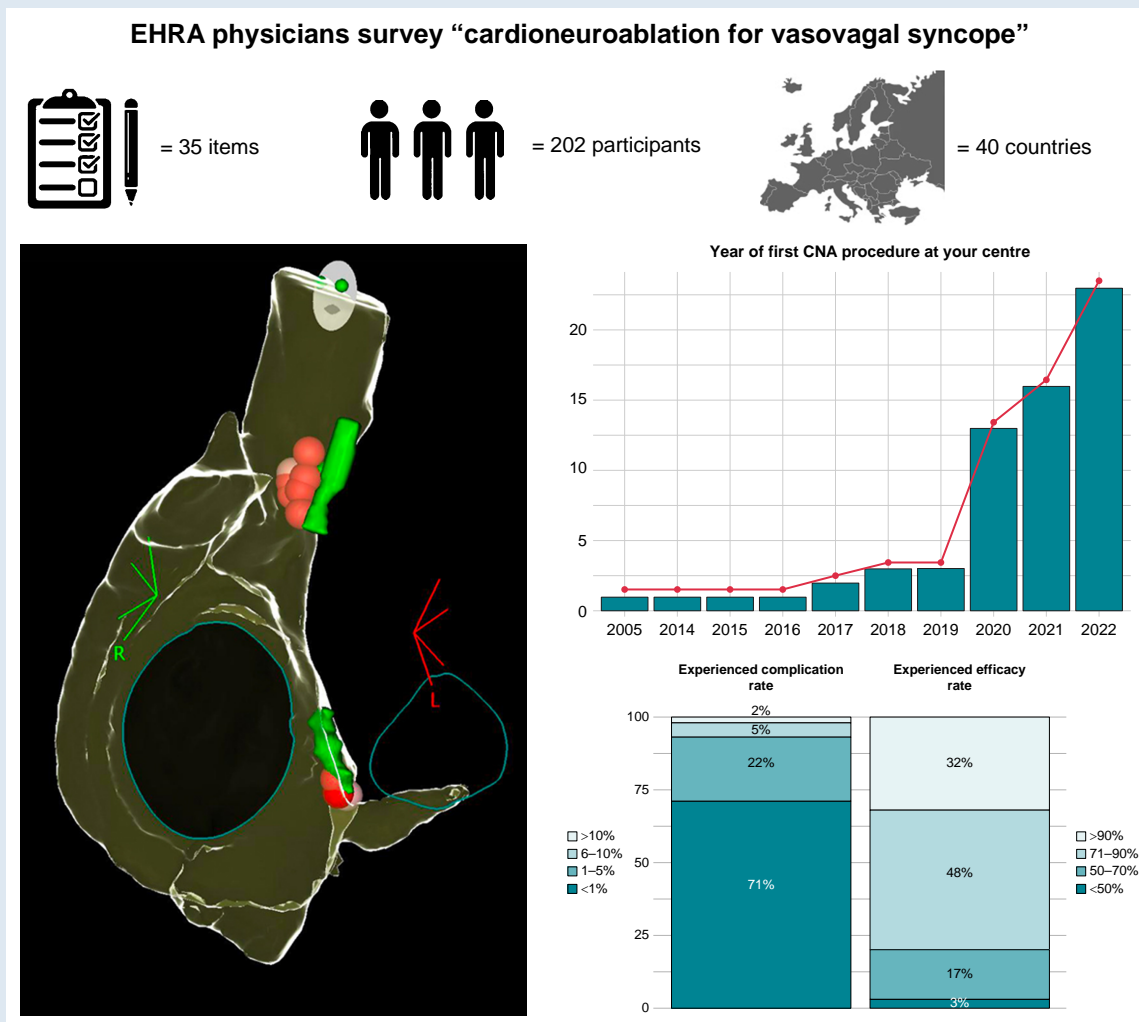 EHRA physicians survey “cardioneuroablation for vasovagal syncope”
= 35 items
= 202 participants
= 40 countries
R
L
Year of first CNA procedure at your centre
20
15
10
5
0
2005 2014 2015 2016 2017 2018 2019 2020 2021 2022
Experienced complication
rate
Experienced efficacy
rate
100
75
50
25
0
>10%
6–10%
1–5%
<1%
2%
5%
22%
71%
32%
48%
17%
3%
>90%
71–90%
50–70%
<50%